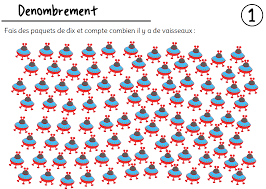 Denombrement
1
Fais des paquets de dix et compte combien il y a de vaisseaux :